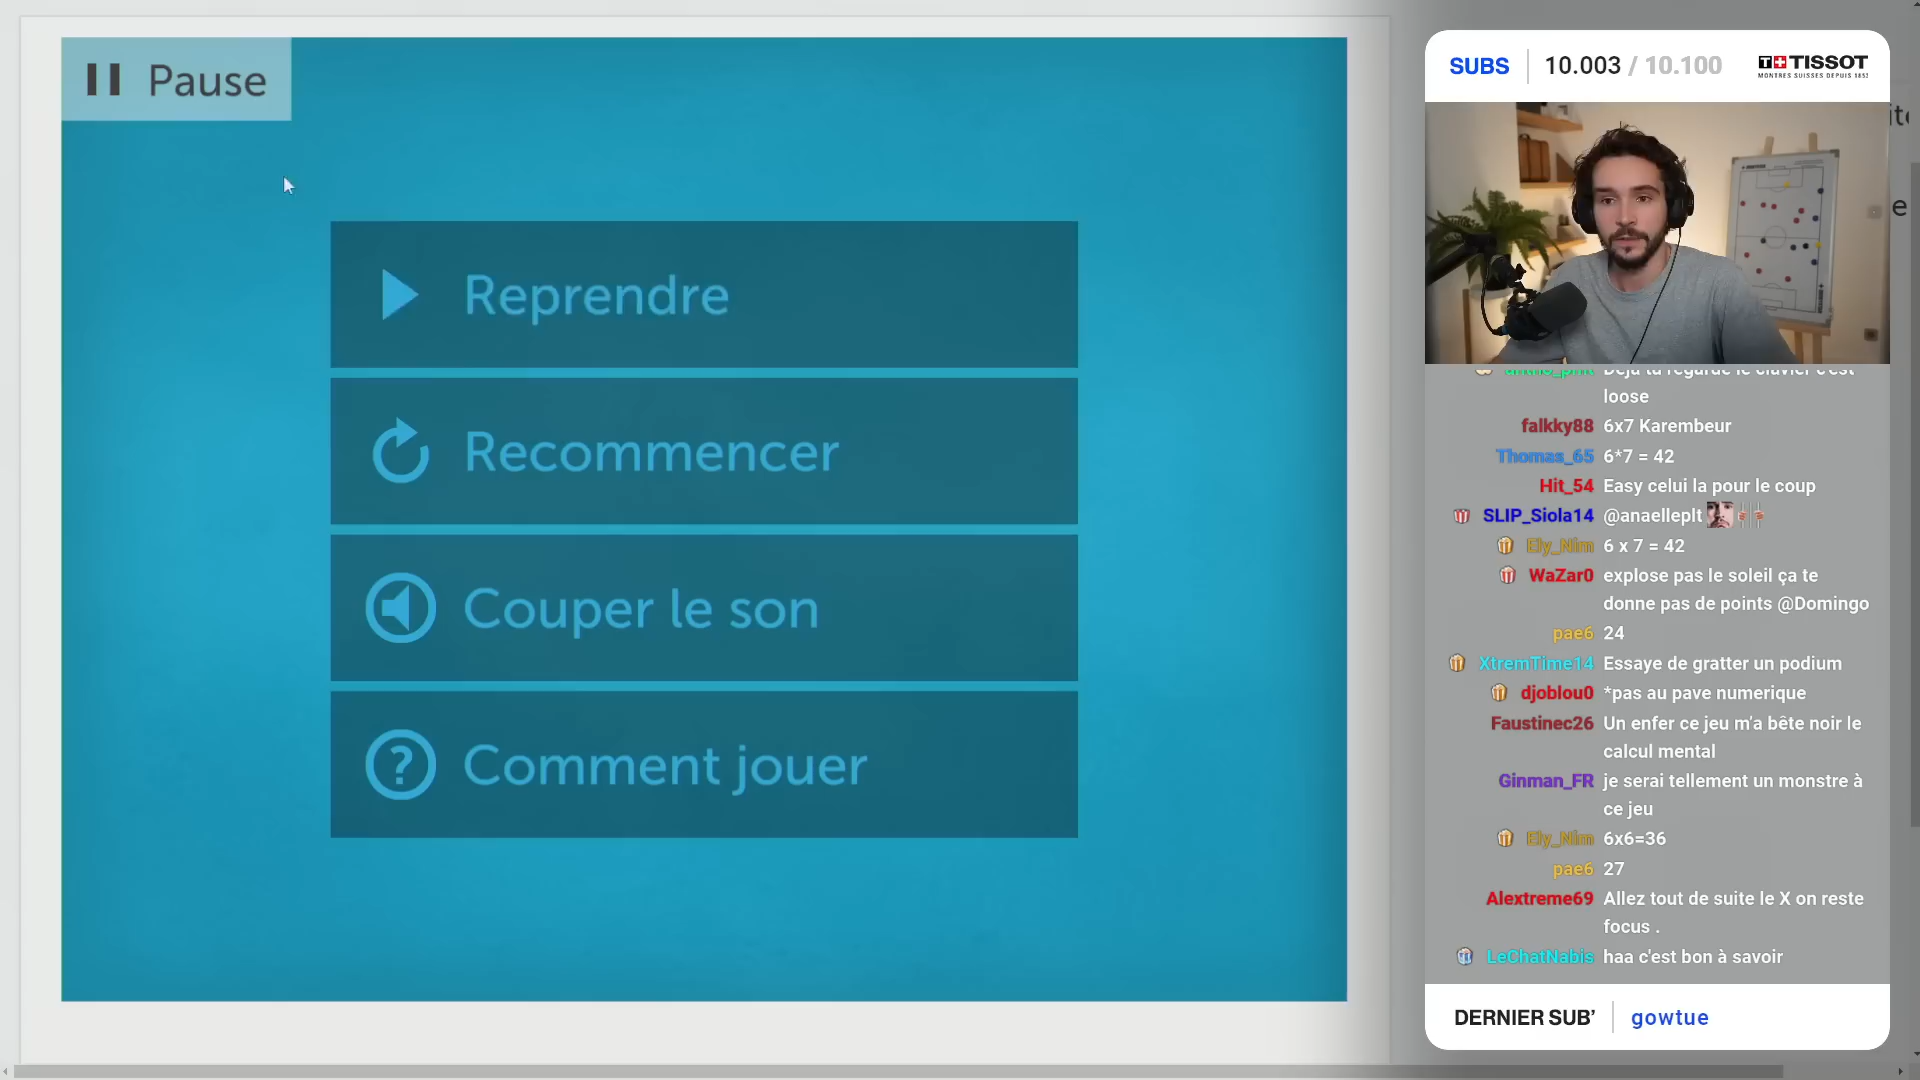 Pause
Reprendre
Recommencer
Couper le son
Comment jouer
SUBS 10.003 / 10.100 TISSOT
MONTRES SUISSES DEPUIS 1853
loose
falkky88 6x7 Karembeur
Thomas_65 6*7 = 42
Hit_54 Easy celui la pour le coup
SLIP_Siola14 @anaelleplt
Ely_Nim 6 x 7 = 42
WaZar0 explose pas le soleil ça te
donne pas de points @Domingo
pae6 24
XtremTime14 Essaye de gratter un podium
djoblou0 *pas au pave numerique
Faustinec26 Un enfer ce jeu m'a bête noir le
calcul mental
Ginman_FR je serai tellement un monstre à
ce jeu
Ely_Nim 6x6=36
pae6 27
Alextreme69 Allez tout de suite le X on reste
focus .
LeChatNabis haa c'est bon à savoir
DERNIER SUB' gowtue